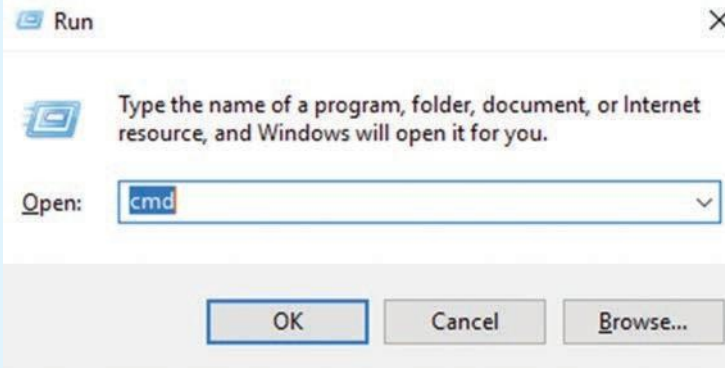 Run
Type the name of a program, folder, document, or Internet
resource, and Windows will open it for you.
Open: cmd
OK Cancel Browse...